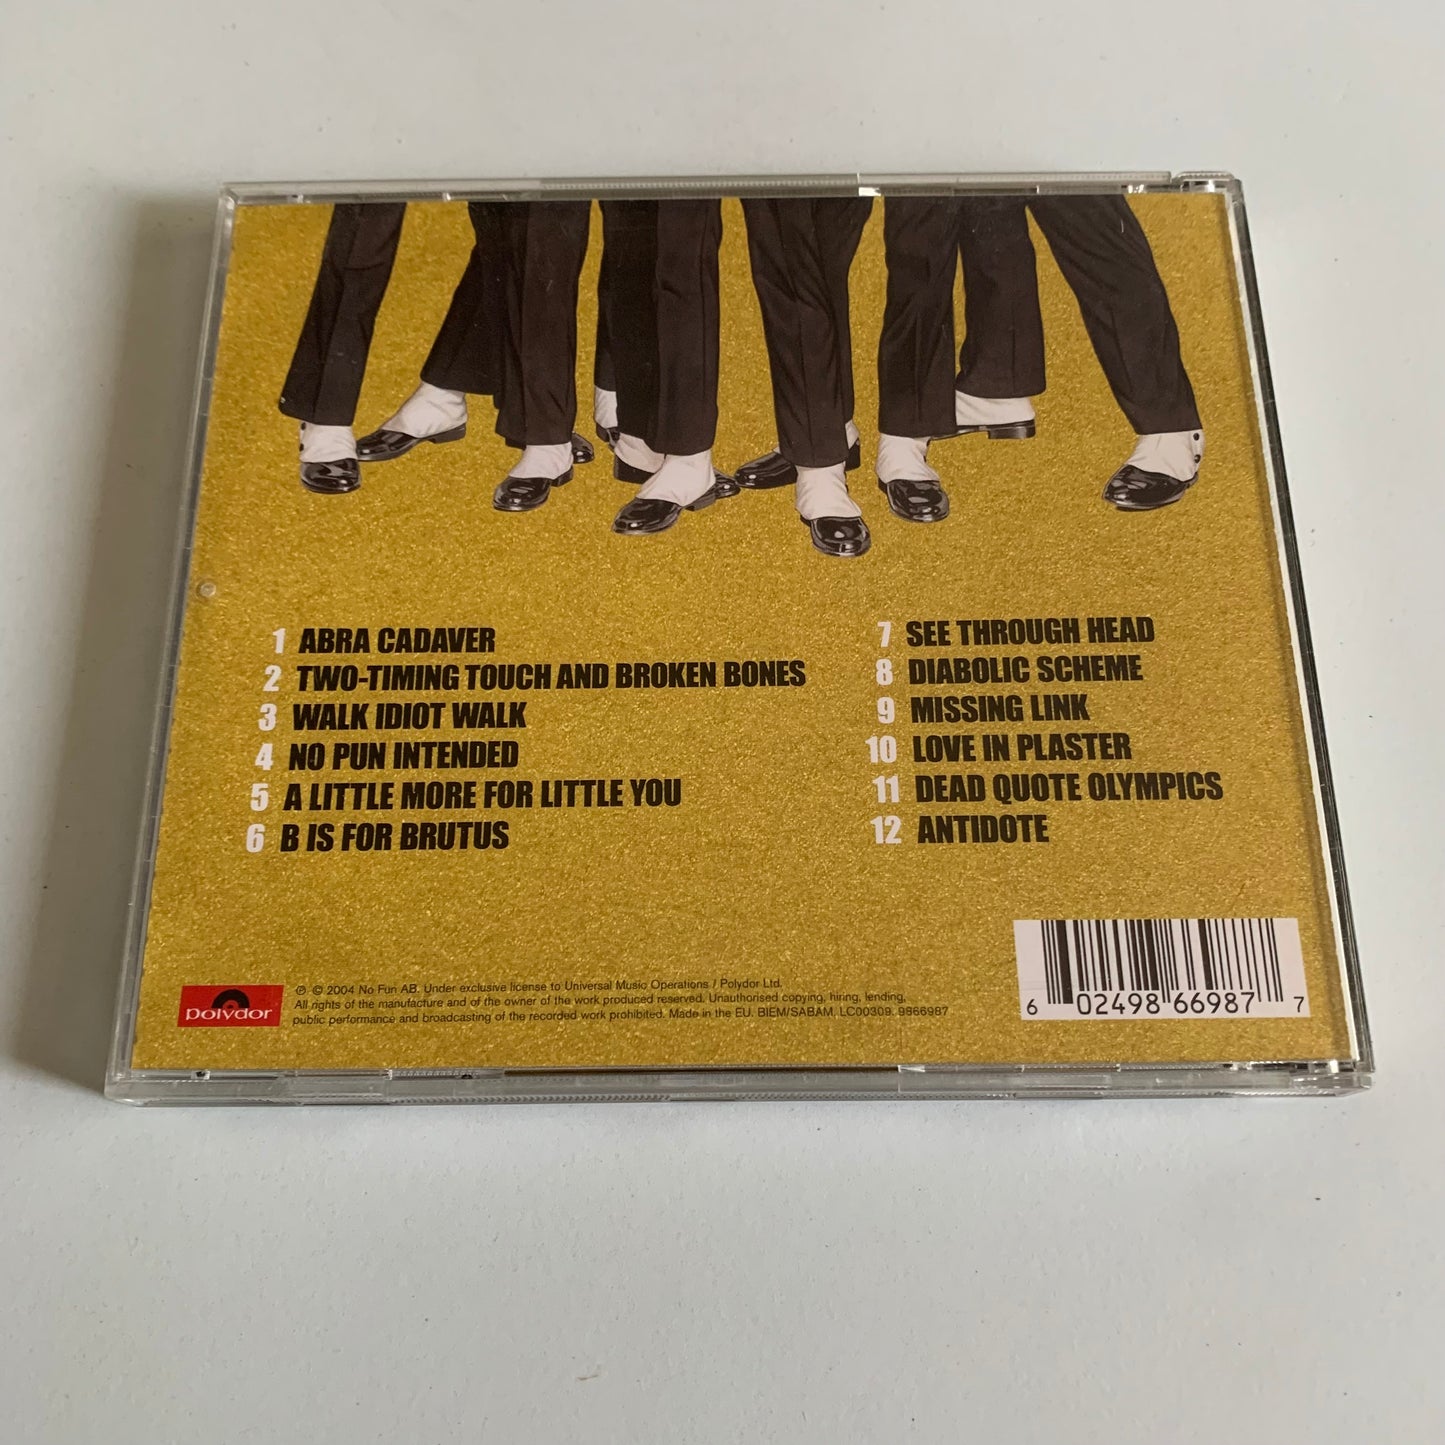 1 ABRA CADAVER
2 TWO-TIMING TOUCH AND BROKEN BONES
3 WALK IDIOT WALK
4 NO PUN INTENDED
5 A LITTLE MORE FOR LITTLE YOU
6 B IS FOR BRUTUS
7 SEE THROUGH HEAD
8 DIABOLIC SCHEME
9 MISSING LINK
10 LOVE IN PLASTER
11 DEAD QUOTE OLYMPICS
12 ANTIDOTE
polydor
℗ © 2004 No Fun AB. Under exclusive license to Universal Music Operations / Polydor Ltd.
All rights of the manufacture and of the owner of the work produced reserved. Unauthorised copying, hiring, lending,
public performance and broadcasting of the recorded work prohibited. Made in the EU. BIEM/SABAM. LC00309. 9866987
6 02498 66987 7